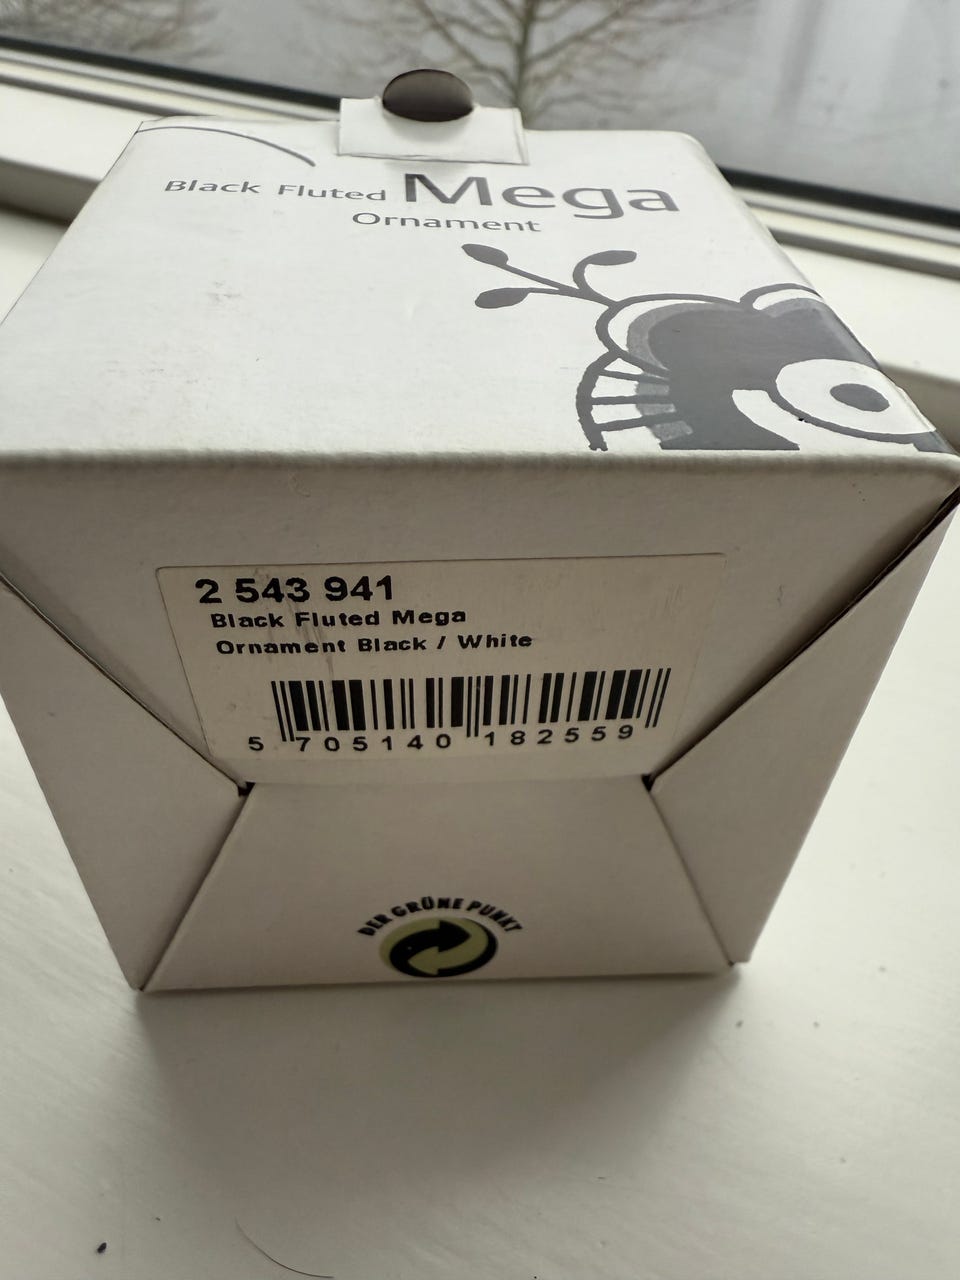 Black Fluted Mega
Ornament
2 543 941
Black Fluted Mega
Ornament Black / White
5 705140 182559
DER GRÜNE PUNKT